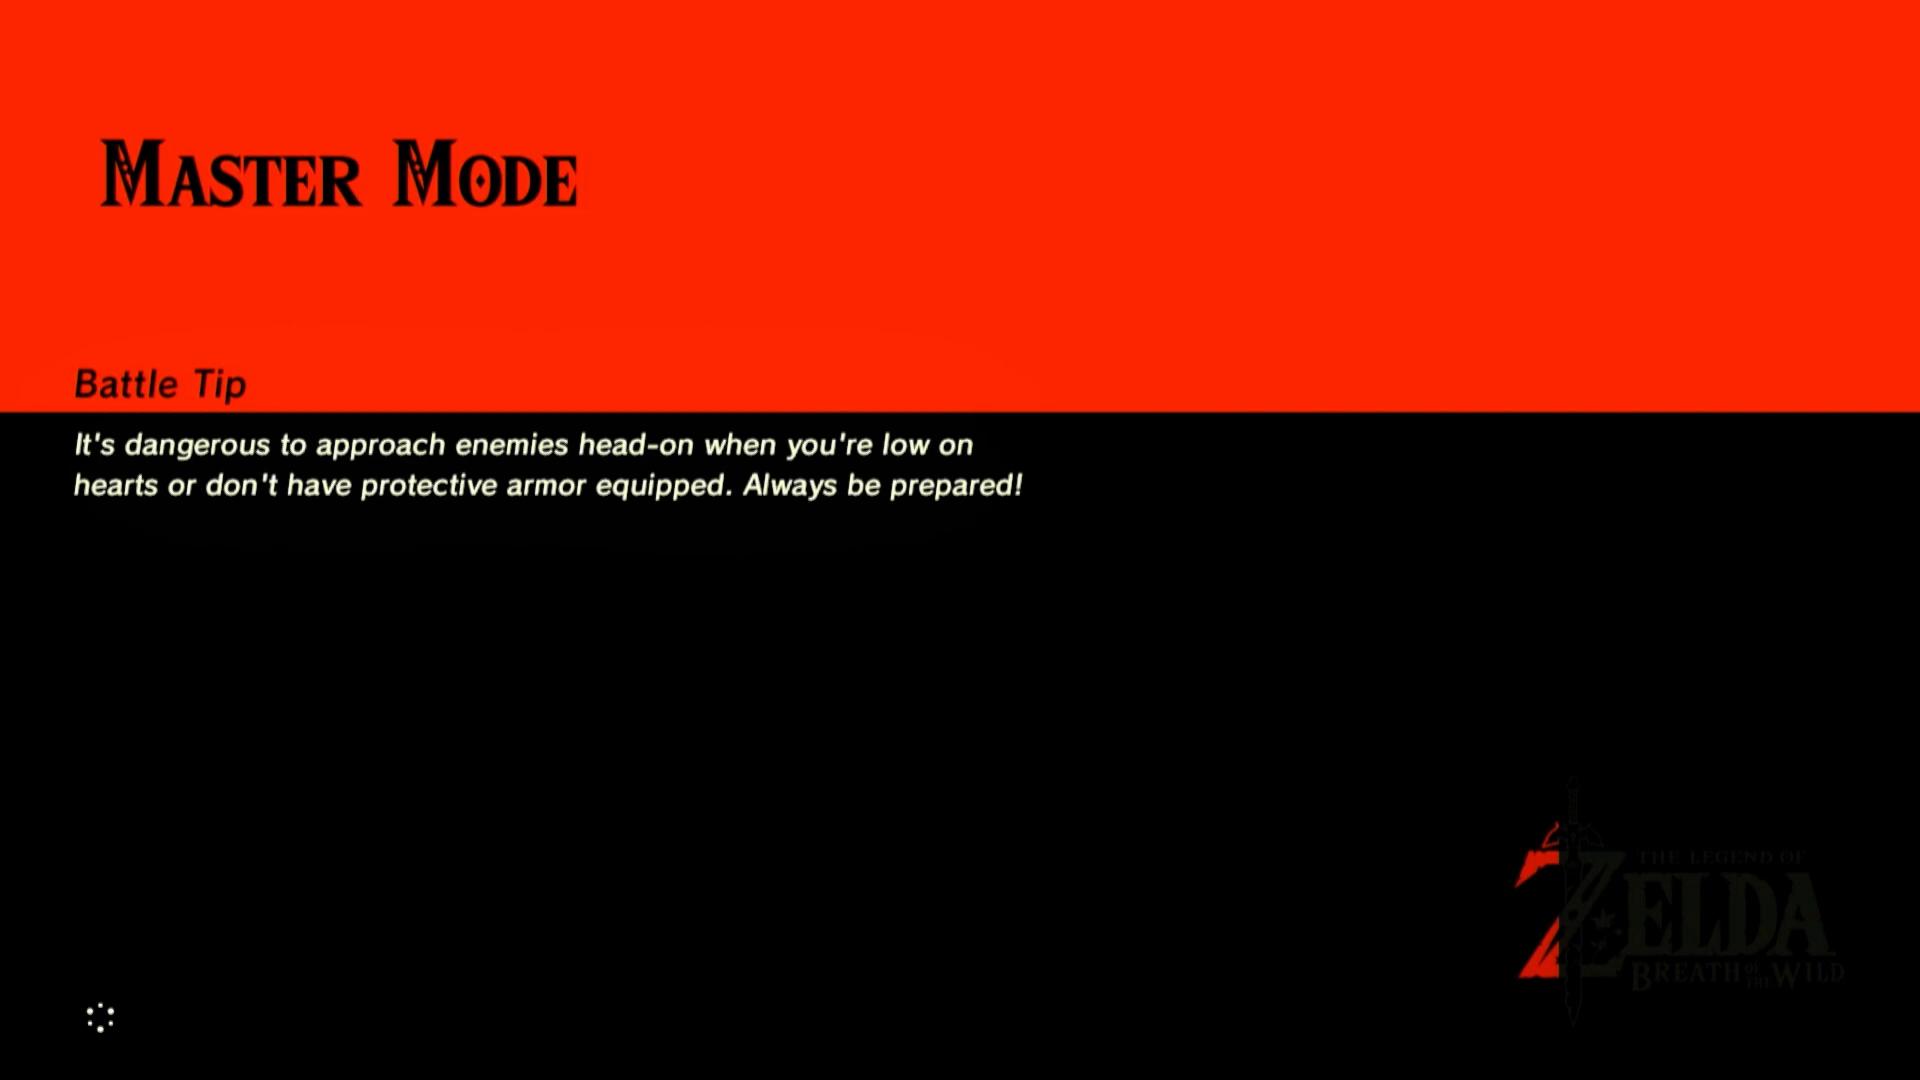 Master Mode
Battle Tip
It's dangerous to approach enemies head-on when you're low on
hearts or don't have protective armor equipped. Always be prepared!
THE LEGEND OF
ZELDA
BREATH OF THE WILD